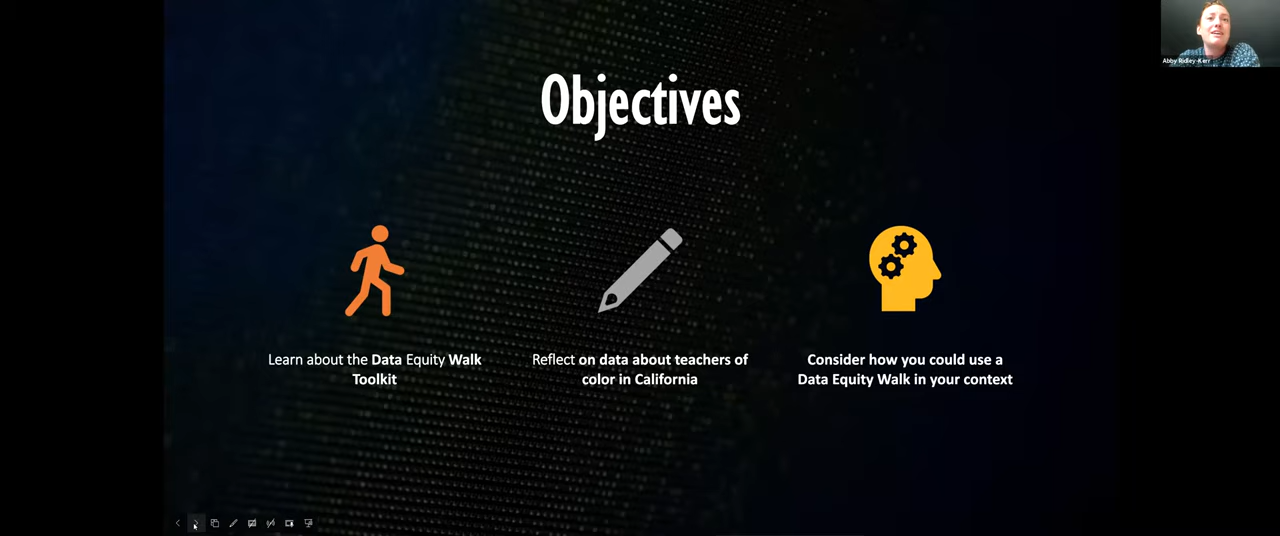 Abby Ridley-Kerr
Objectives
Learn about the Data Equity Walk
Toolkit
Reflect on data about teachers of
color in California
Consider how you could use a
Data Equity Walk in your context